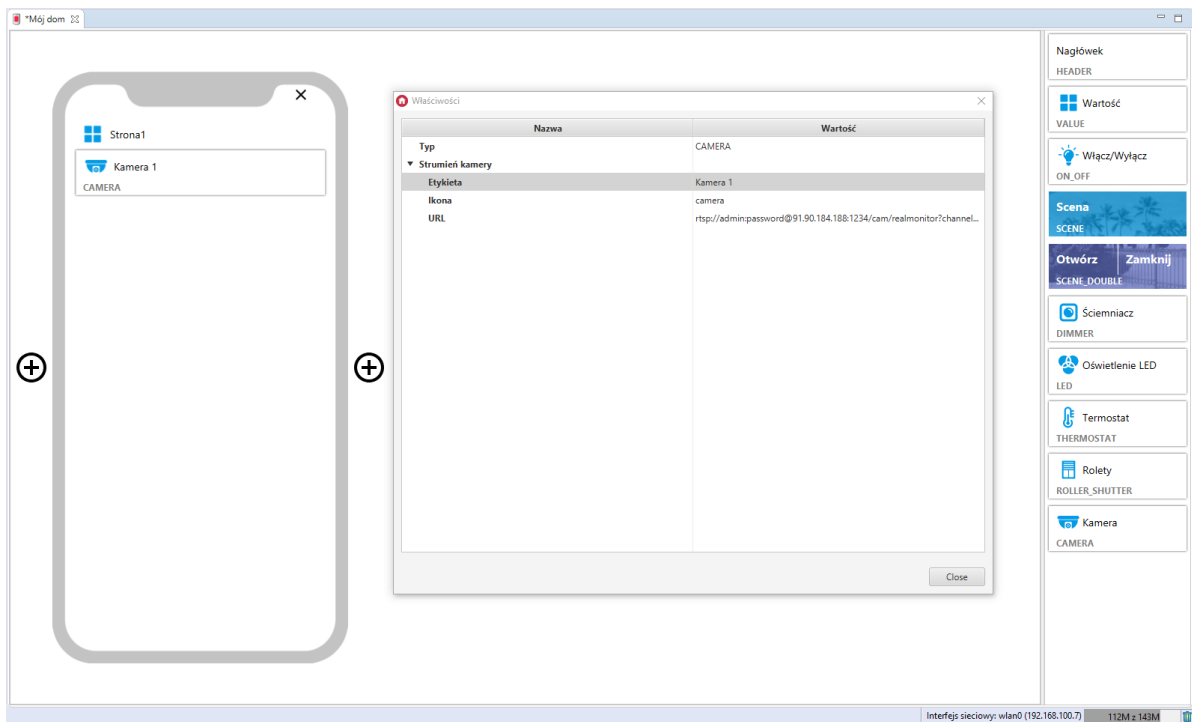 *Mój dom
Strona1
Kamera 1
CAMERA
Właściwości
Nazwa Wartość
Typ CAMERA
Strumień kamery
Etykieta Kamera 1
Ikona camera
URL rtsp://admin:password@91.90.184.188:1234/cam/realmonitor?channel...
Close
Nagłówek
HEADER
Wartość
VALUE
Włącz/Wyłącz
ON_OFF
Scena
SCENE
Otwórz Zamknij
SCENE_DOUBLE
Ściemniacz
DIMMER
Oświetlenie LED
LED
Termostat
THERMOSTAT
Rolety
ROLLER_SHUTTER
Kamera
CAMERA
Interfejs sieciowy: wlan0 (192.168.100.7) 112M z 143M